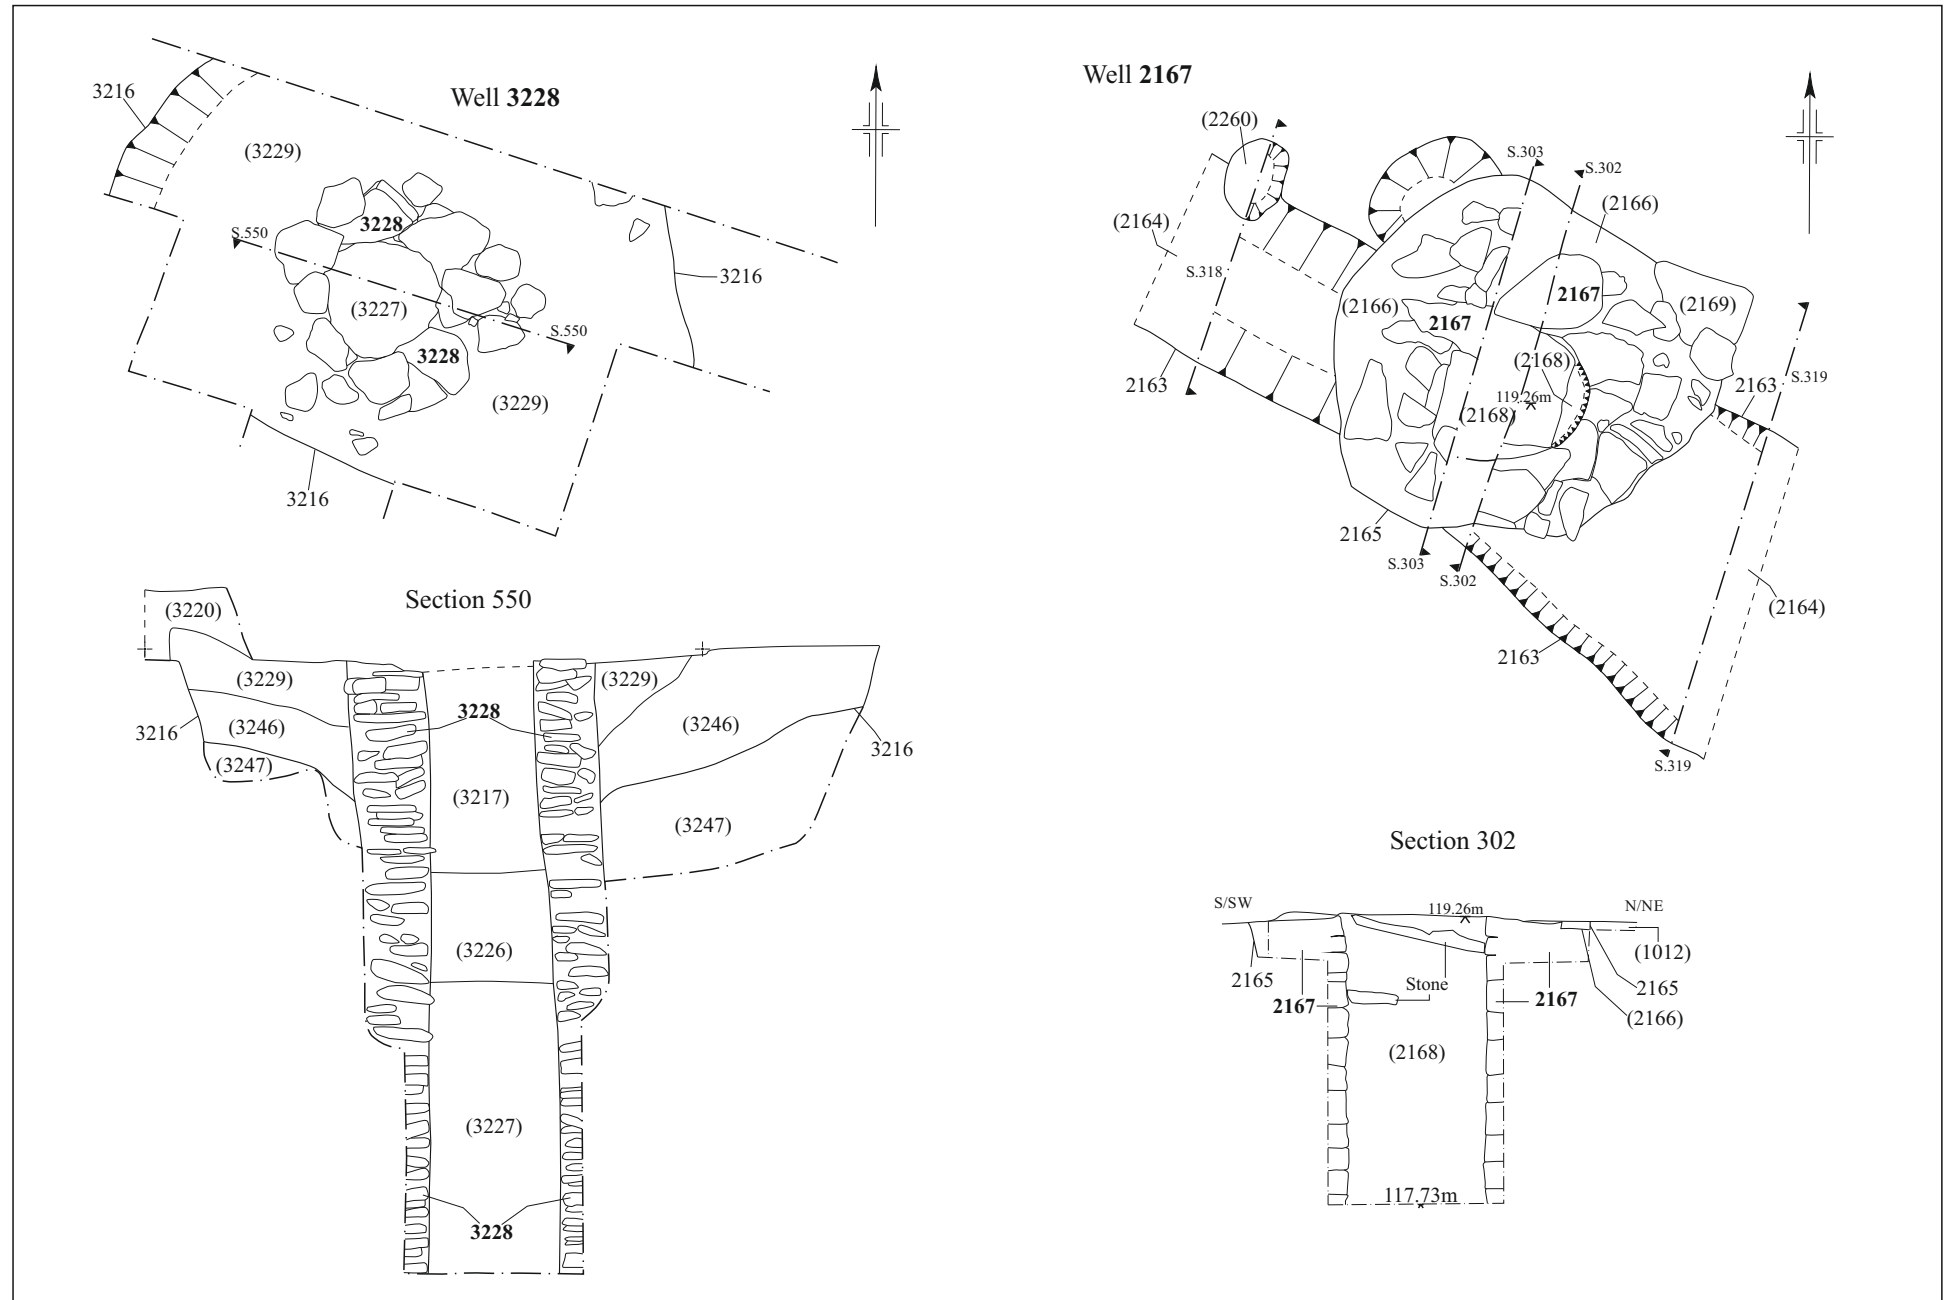 Well 3228
3216
(3229)
3228
S.550
3216
(3227)
S.550
3228
(3229)
3216
Well 2167
(2260)
S.303
S.302
(2164)
(2166)
S.318
(2166)
2167
(2169)
2167
(2168)
2163
2163
S.319
119.26m
(2168)
2165
S.303
S.302
(2164)
2163
S.319
Section 550
(3220)
(3229)
(3229)
3228
3216
(3246)
(3246)
3216
(3247)
(3217)
(3247)
(3226)
(3227)
3228
Section 302
S/SW
119.26m
N/NE
(1012)
2165
Stone
2165
2167
2167
(2166)
(2168)
117.73m